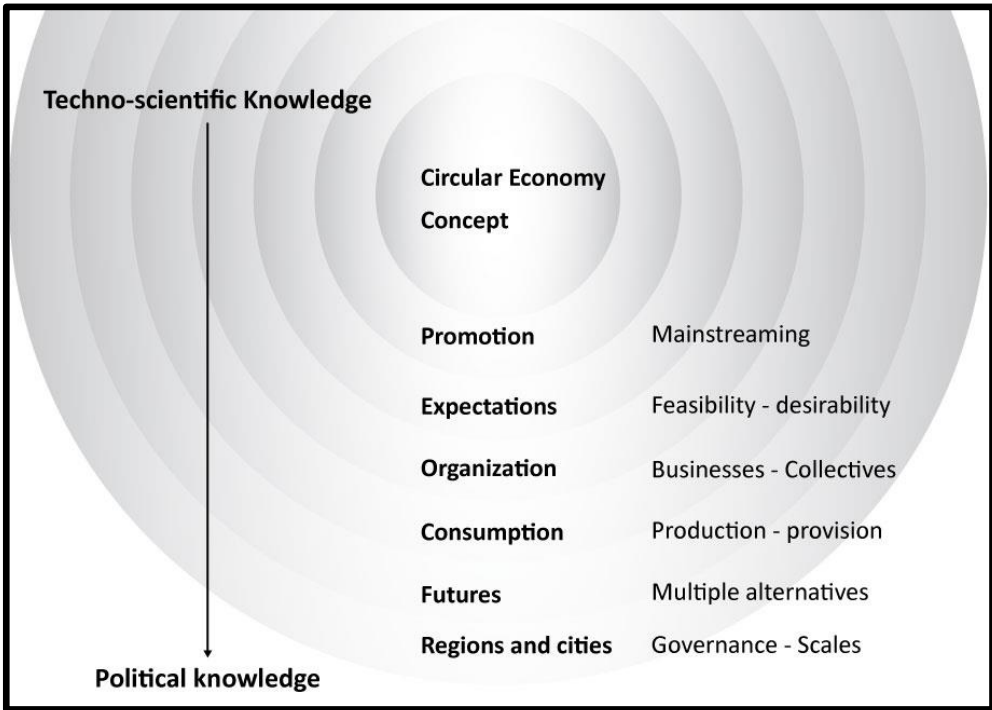 Techno-scientific Knowledge
Circular Economy
Concept
Promotion Mainstreaming
Expectations Feasibility - desirability
Organization Businesses - Collectives
Consumption Production - provision
Futures Multiple alternatives
Regions and cities Governance - Scales
Political knowledge